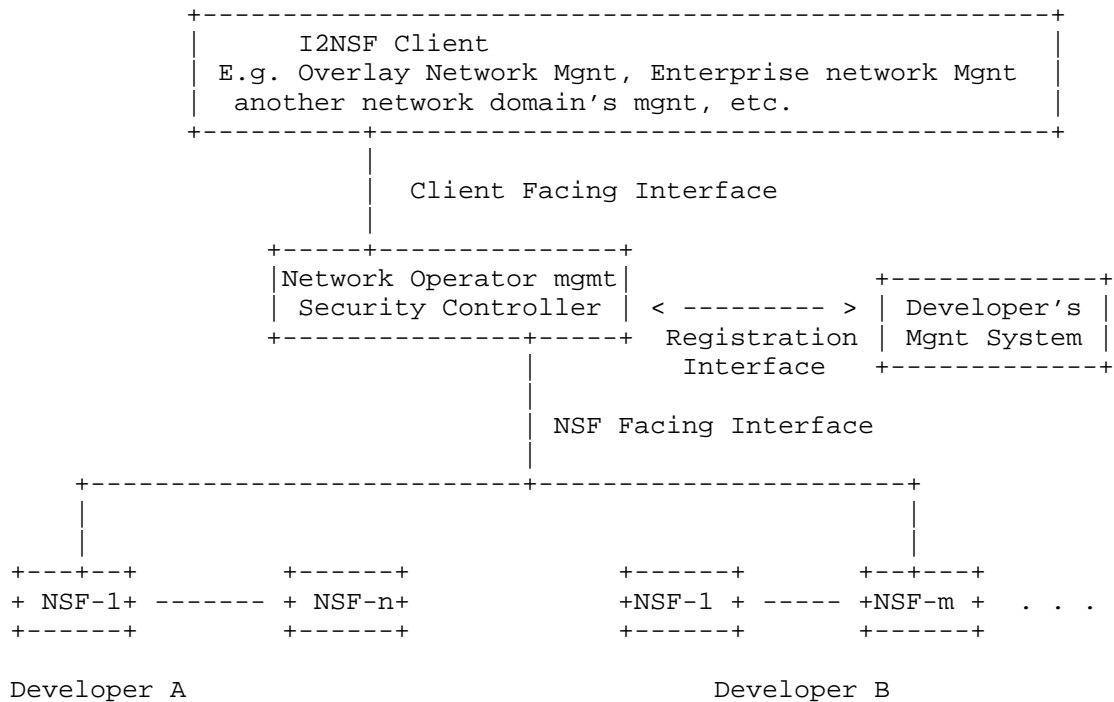 I2NSF Client
E.g. Overlay Network Mgnt, Enterprise network Mgnt
another network domain's mgnt, etc.
Client Facing Interface
Network Operator mgmt
Security Controller
< --------- >
Developer's
Registration
Mgnt System
Interface
NSF Facing Interface
NSF-1 ------- NSF-n NSF-1 ----- NSF-m . . .
Developer A Developer B